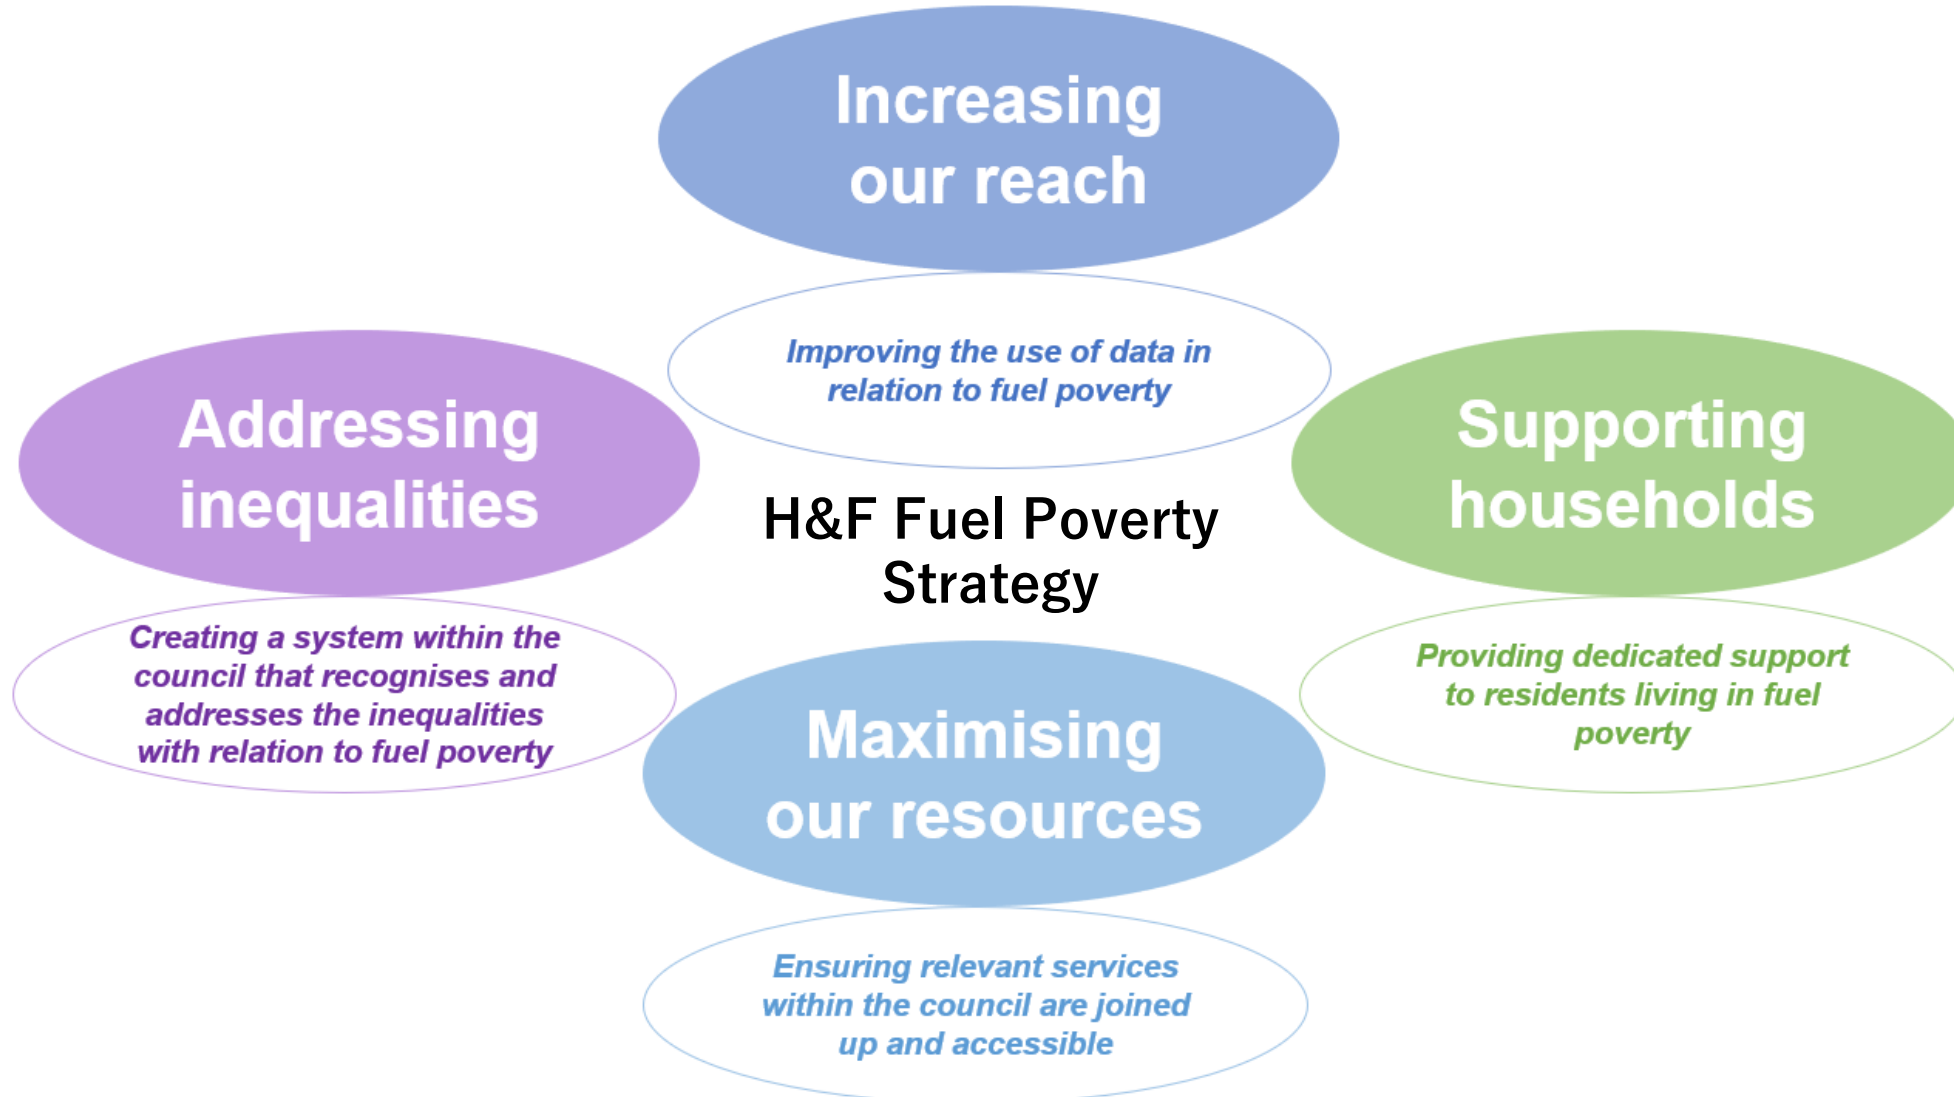 Increasing
our reach
Improving the use of data in
relation to fuel poverty
Addressing
inequalities
Creating a system within the
council that recognises and
addresses the inequalities
with relation to fuel poverty
H&F Fuel Poverty
Strategy
Supporting
households
Providing dedicated support
to residents living in fuel
poverty
Maximising
our resources
Ensuring relevant services
within the council are joined
up and accessible